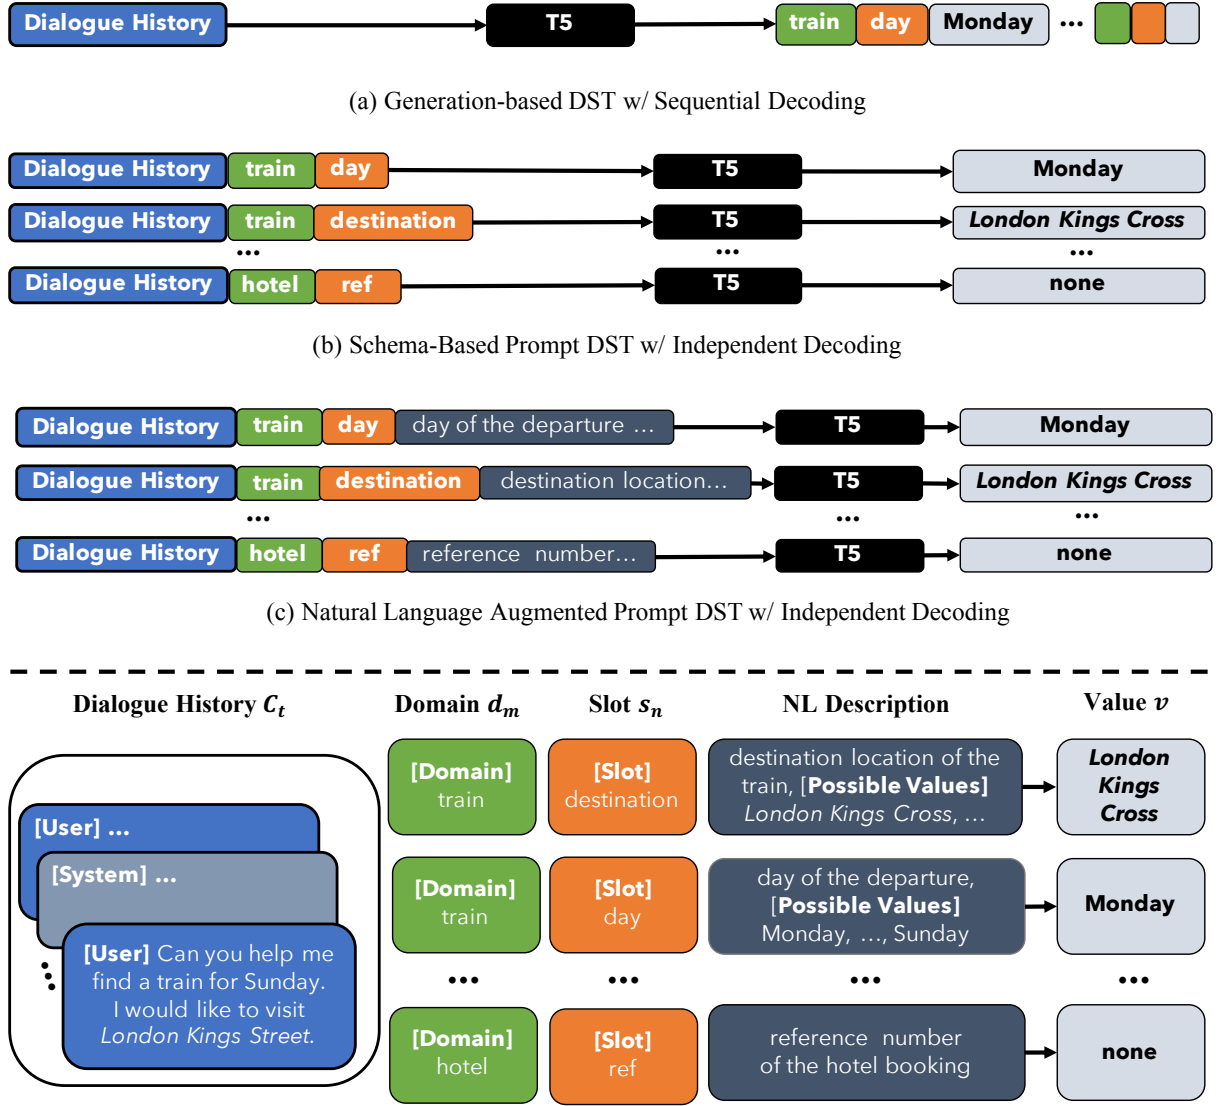 Dialogue History T5 train day Monday ...
(a) Generation-based DST w/ Sequential Decoding
Dialogue History train day T5 Monday
Dialogue History train destination T5 London Kings Cross
... ... ...
Dialogue History hotel ref T5 none
(b) Schema-Based Prompt DST w/ Independent Decoding
Dialogue History train day day of the departure ... T5 Monday
Dialogue History train destination destination location... T5 London Kings Cross
... ... ...
Dialogue History hotel ref reference number... T5 none
(c) Natural Language Augmented Prompt DST w/ Independent Decoding
Dialogue History C_t Domain d_m Slot s_n NL Description Value v
[User] ...
[System] ...
[User] Can you help me
find a train for Sunday.
I would like to visit
London Kings Street.
...
[Domain]
train
[Slot]
destination
destination location of the
train, [Possible Values]
London Kings Cross, ...
London
Kings
Cross
[Domain]
train
[Slot]
day
day of the departure,
[Possible Values]
Monday, ..., Sunday
Monday
... ... ... ...
[Domain]
hotel
[Slot]
ref
reference number
of the hotel booking
none